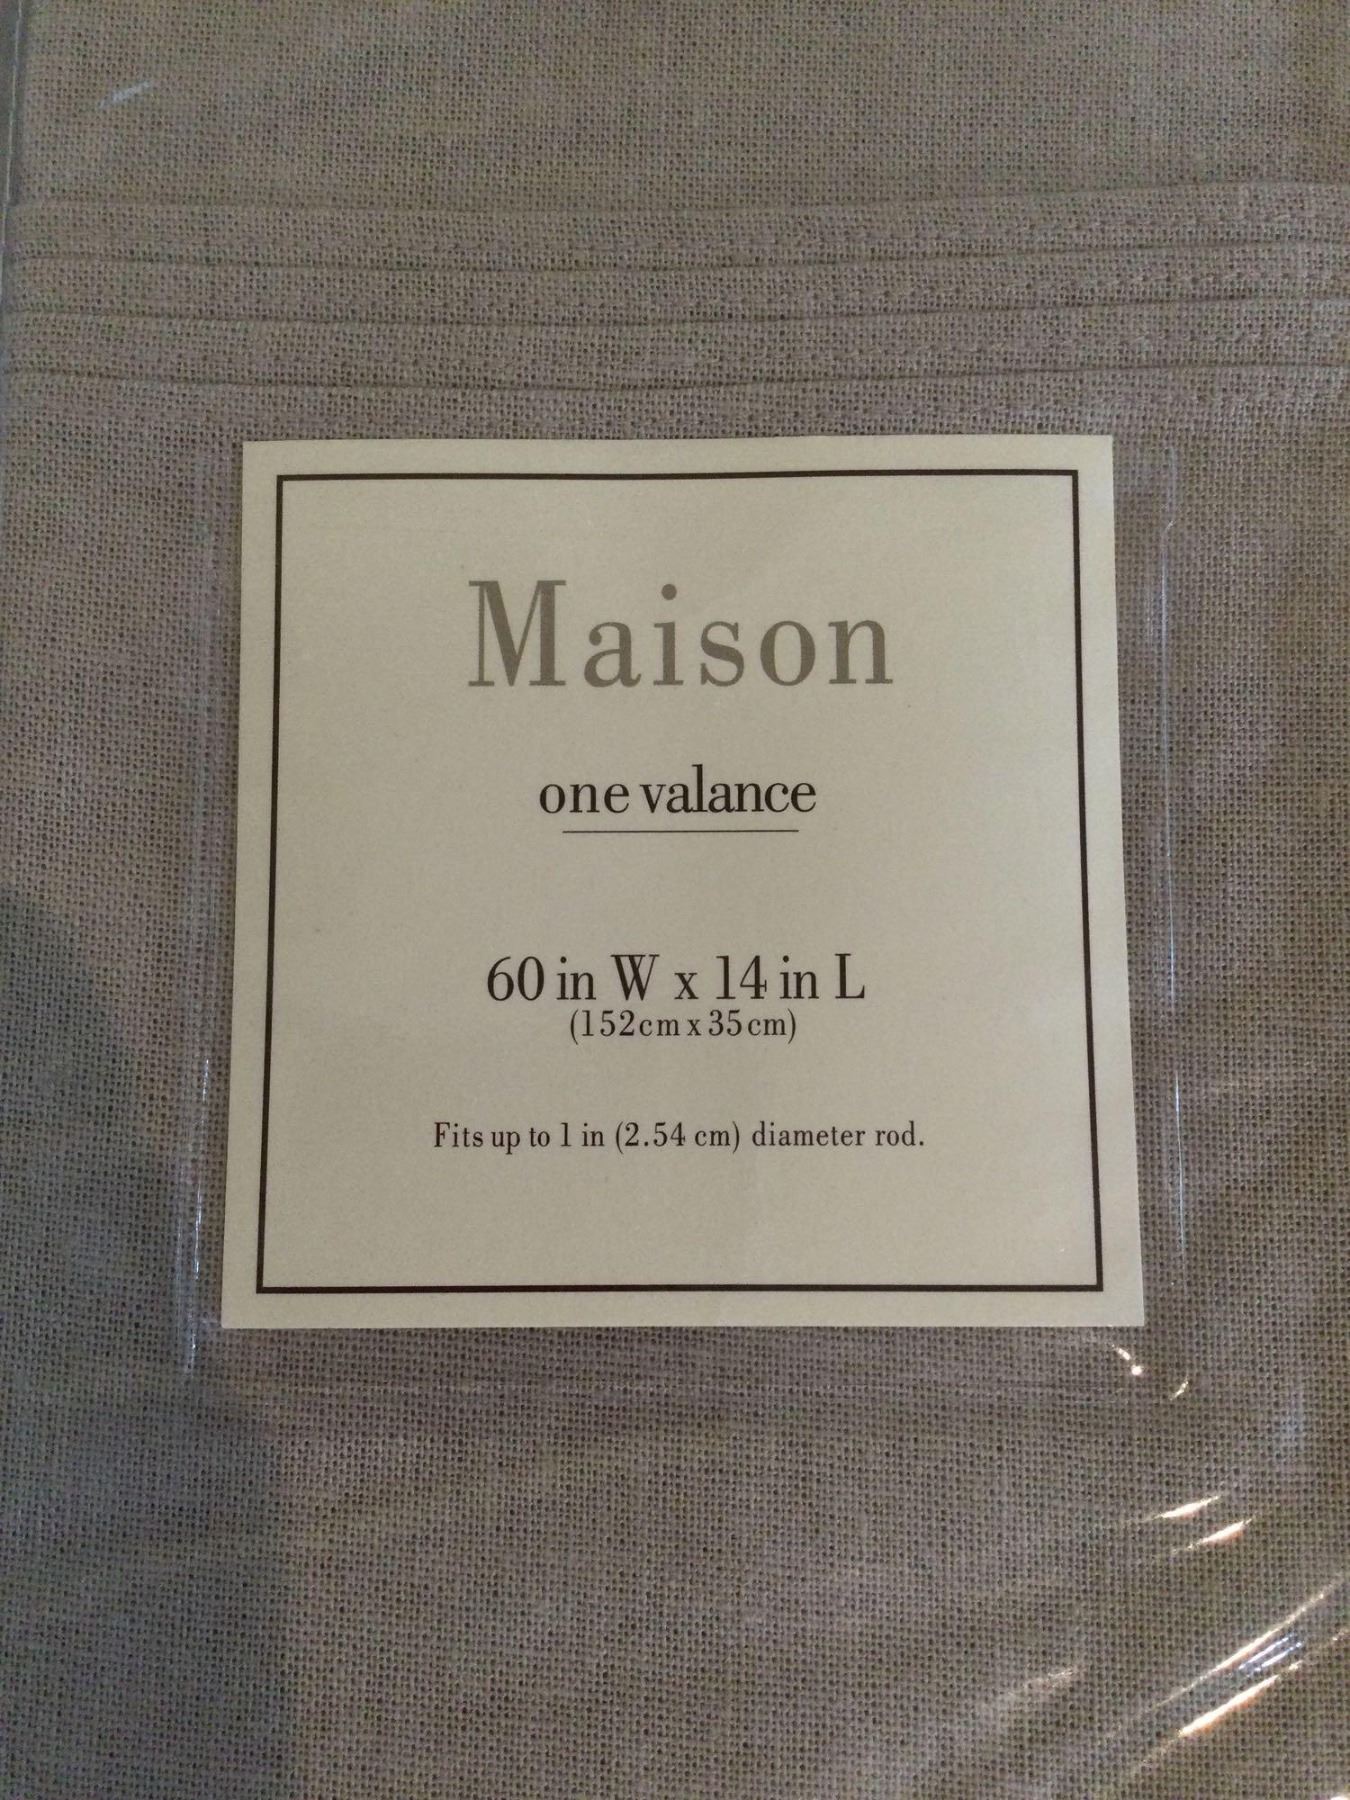 Maison
one valance
60 in W x 14 in L
(152cm x 35cm)
Fits up to 1 in (2.54 cm) diameter rod.